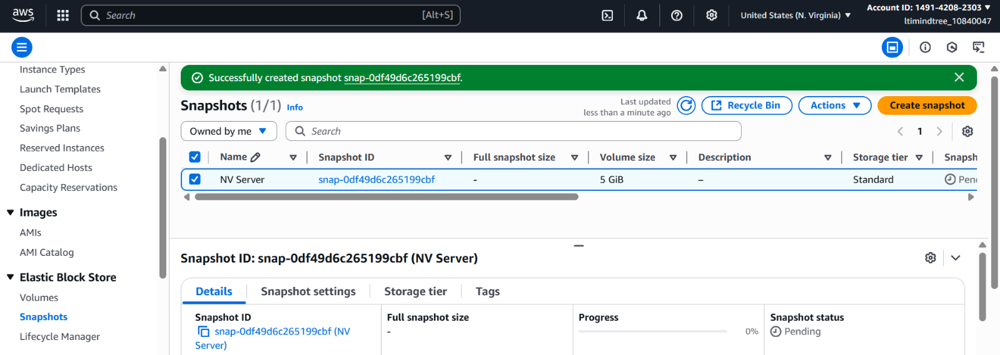 aws
Search [Alt+S]
United States (N. Virginia)
Account ID: 1491-4208-2303
ltimindtree_10840047
Instance Types
Launch Templates
Spot Requests
Savings Plans
Reserved Instances
Dedicated Hosts
Capacity Reservations
Images
AMIs
AMI Catalog
Elastic Block Store
Volumes
Snapshots
Lifecycle Manager
Successfully created snapshot snap-0df49d6c265199cbf.
Snapshots (1/1) Info
Last updated
less than a minute ago
Recycle Bin
Actions
Create snapshot
Owned by me
Search
1
Name Snapshot ID Full snapshot size Volume size Description Storage tier Snapsh
NV Server snap-0df49d6c265199cbf - 5 GiB – Standard Pen
Snapshot ID: snap-0df49d6c265199cbf (NV Server)
Details Snapshot settings Storage tier Tags
Snapshot ID
snap-0df49d6c265199cbf (NV
Server)
Full snapshot size
-
Progress
0%
Snapshot status
Pending